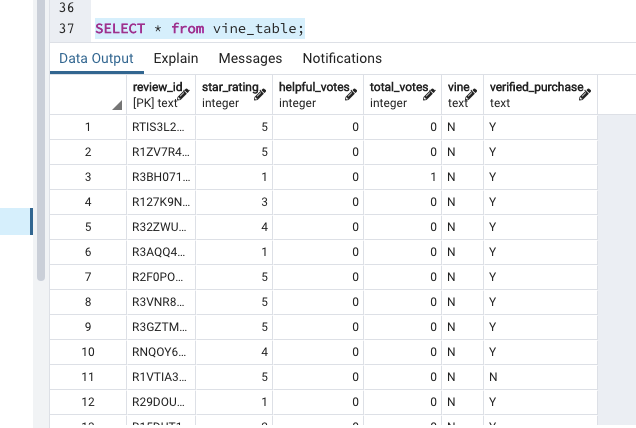 36
37 SELECT * from vine_table;
Data Output Explain Messages Notifications
review_id star_rating helpful_votes total_votes vine verified_purchase
[PK] text integer integer integer text text
1 RTIS3L2... 5 0 0 N Y
2 R1ZV7R4... 5 0 0 N Y
3 R3BH071... 1 0 1 N Y
4 R127K9N... 3 0 0 N Y
5 R32ZWU... 4 0 0 N Y
6 R3AQQ4... 1 0 0 N Y
7 R2F0PO... 5 0 0 N Y
8 R3VNR8... 5 0 0 N Y
9 R3GZTM... 5 0 0 N Y
10 RNQOY6... 4 0 0 N Y
11 R1VTIA3... 5 0 0 N N
12 R29DOU... 1 0 0 N Y